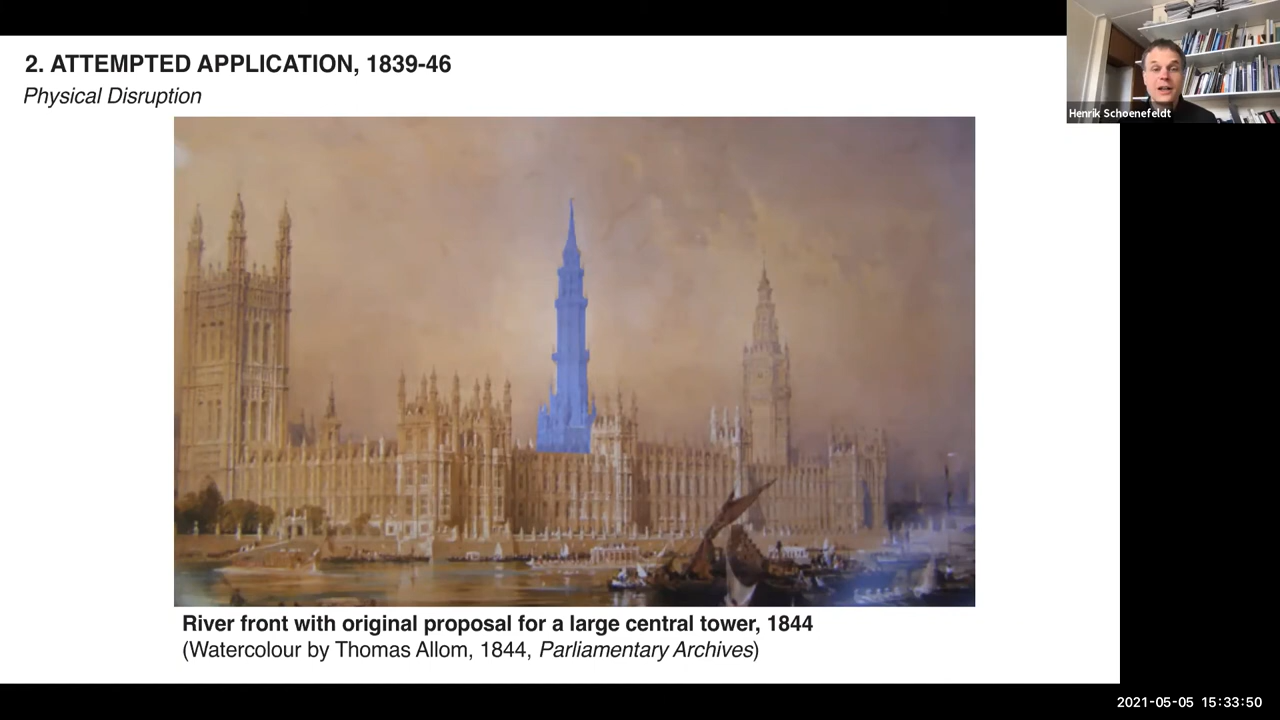 2. ATTEMPTED APPLICATION, 1839-46
Physical Disruption
Henrik Schoenefeldt
River front with original proposal for a large central tower, 1844
(Watercolour by Thomas Allom, 1844, Parliamentary Archives)
2021-05-05 15:33:50